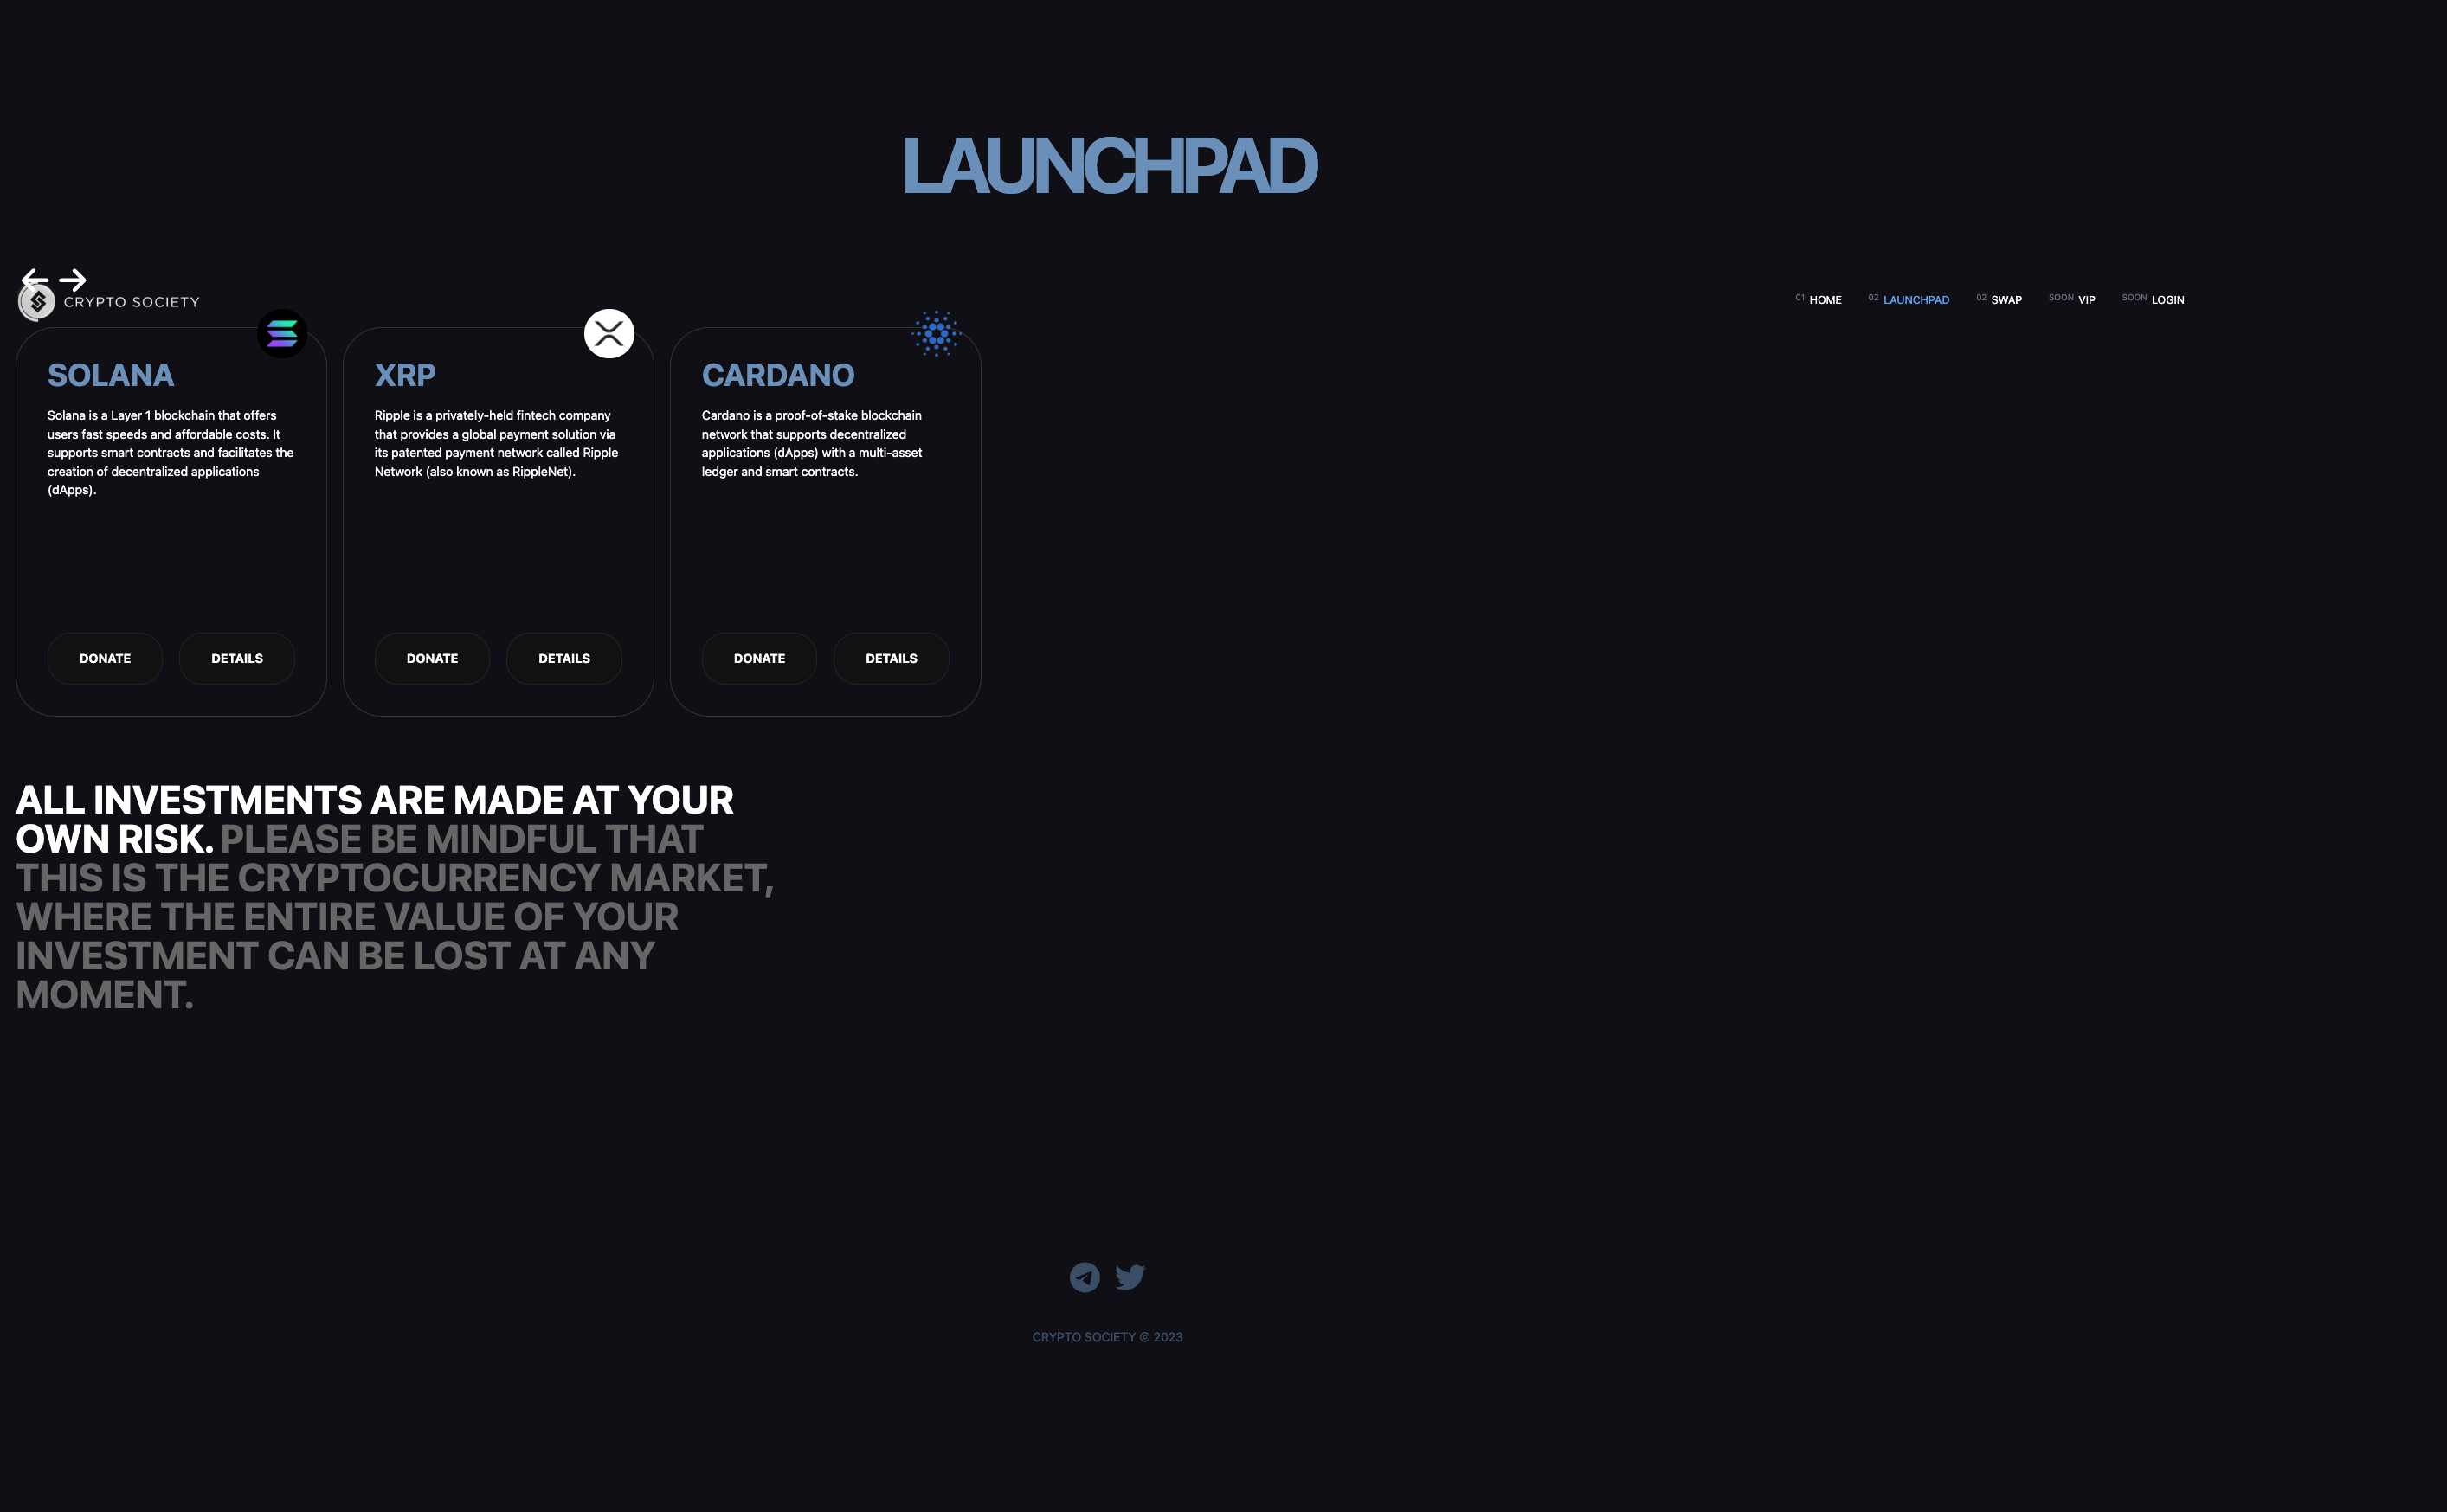 LAUNCHPAD
CRYPTO SOCIETY
01 HOME
02 LAUNCHPAD
02 SWAP
SOON VIP
SOON LOGIN
SOLANA
Solana is a Layer 1 blockchain that offers
users fast speeds and affordable costs. It
supports smart contracts and facilitates the
creation of decentralized applications
(dApps).
DONATE
DETAILS
XRP
Ripple is a privately-held fintech company
that provides a global payment solution via
its patented payment network called Ripple
Network (also known as RippleNet).
DONATE
DETAILS
CARDANO
Cardano is a proof-of-stake blockchain
network that supports decentralized
applications (dApps) with a multi-asset
ledger and smart contracts.
DONATE
DETAILS
ALL INVESTMENTS ARE MADE AT YOUR
OWN RISK. PLEASE BE MINDFUL THAT
THIS IS THE CRYPTOCURRENCY MARKET,
WHERE THE ENTIRE VALUE OF YOUR
INVESTMENT CAN BE LOST AT ANY
MOMENT.
CRYPTO SOCIETY © 2023